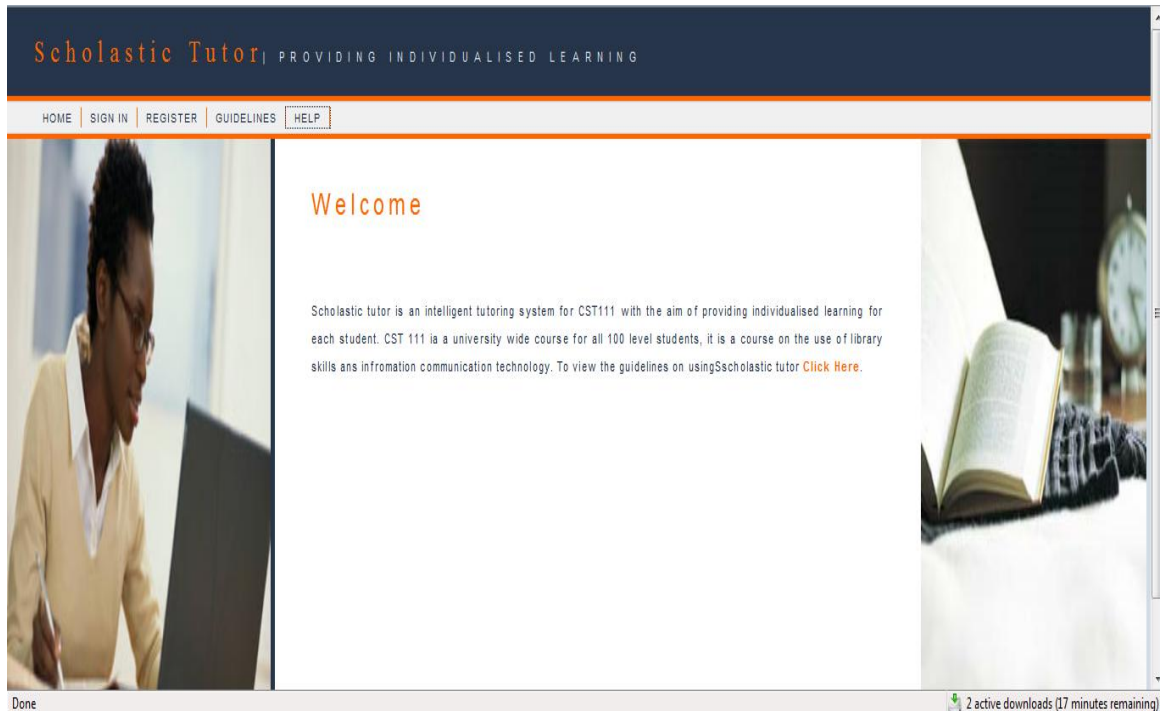 Scholastic Tutor| PROVIDING INDIVIDUALISED LEARNING
HOME | SIGN IN | REGISTER | GUIDELINES HELP
Welcome
Scholastic tutor is an intelligent tutoring system for CST111 with the aim of providing individualised learning for
each student. CST 111 ia a university wide course for all 100 level students, it is a course on the use of library
skills ans infromation communication technology. To view the guidelines on usingSscholastic tutor Click Here.
Done 2 active downloads (17 minutes remaining)